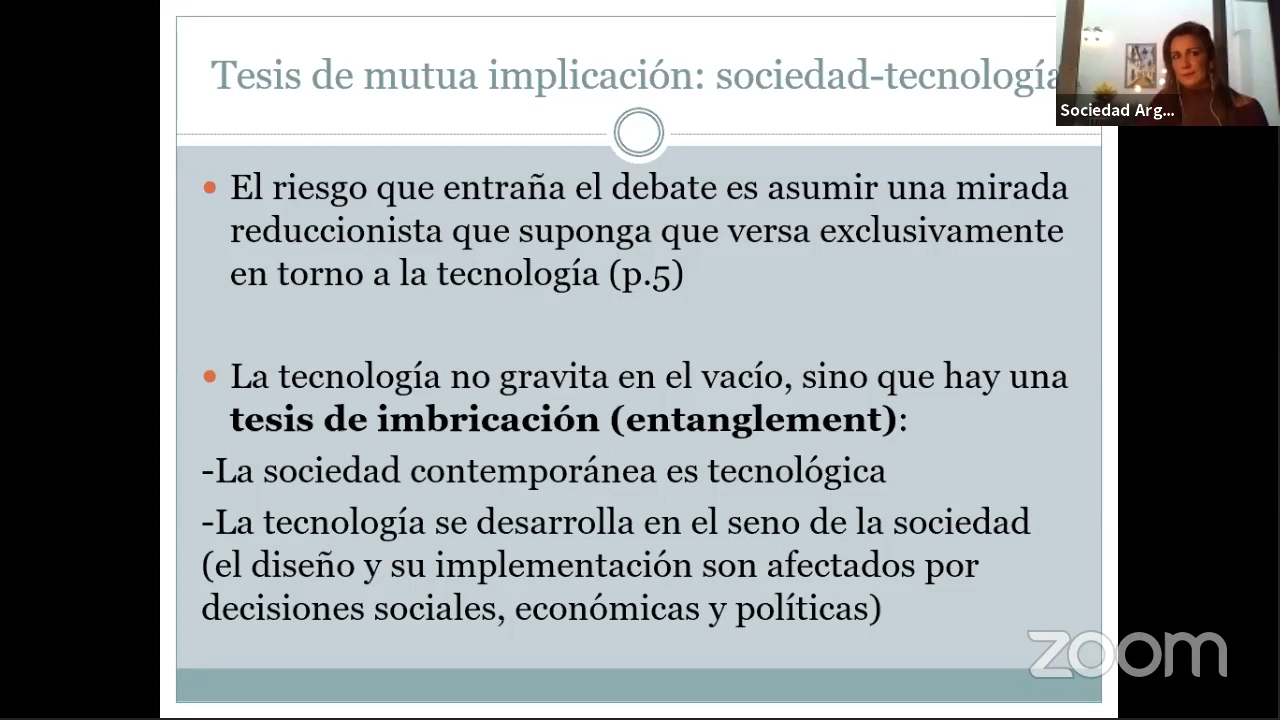 Tesis de mutua implicación: sociedad-tecnología
Sociedad Arg...
• El riesgo que entraña el debate es asumir una mirada
reduccionista que suponga que versa exclusivamente
en torno a la tecnología (p.5)
• La tecnología no gravita en el vacío, sino que hay una
tesis de imbricación (entanglement):
-La sociedad contemporánea es tecnológica
-La tecnología se desarrolla en el seno de la sociedad
(el diseño y su implementación son afectados por
decisiones sociales, económicas y políticas)
zoom